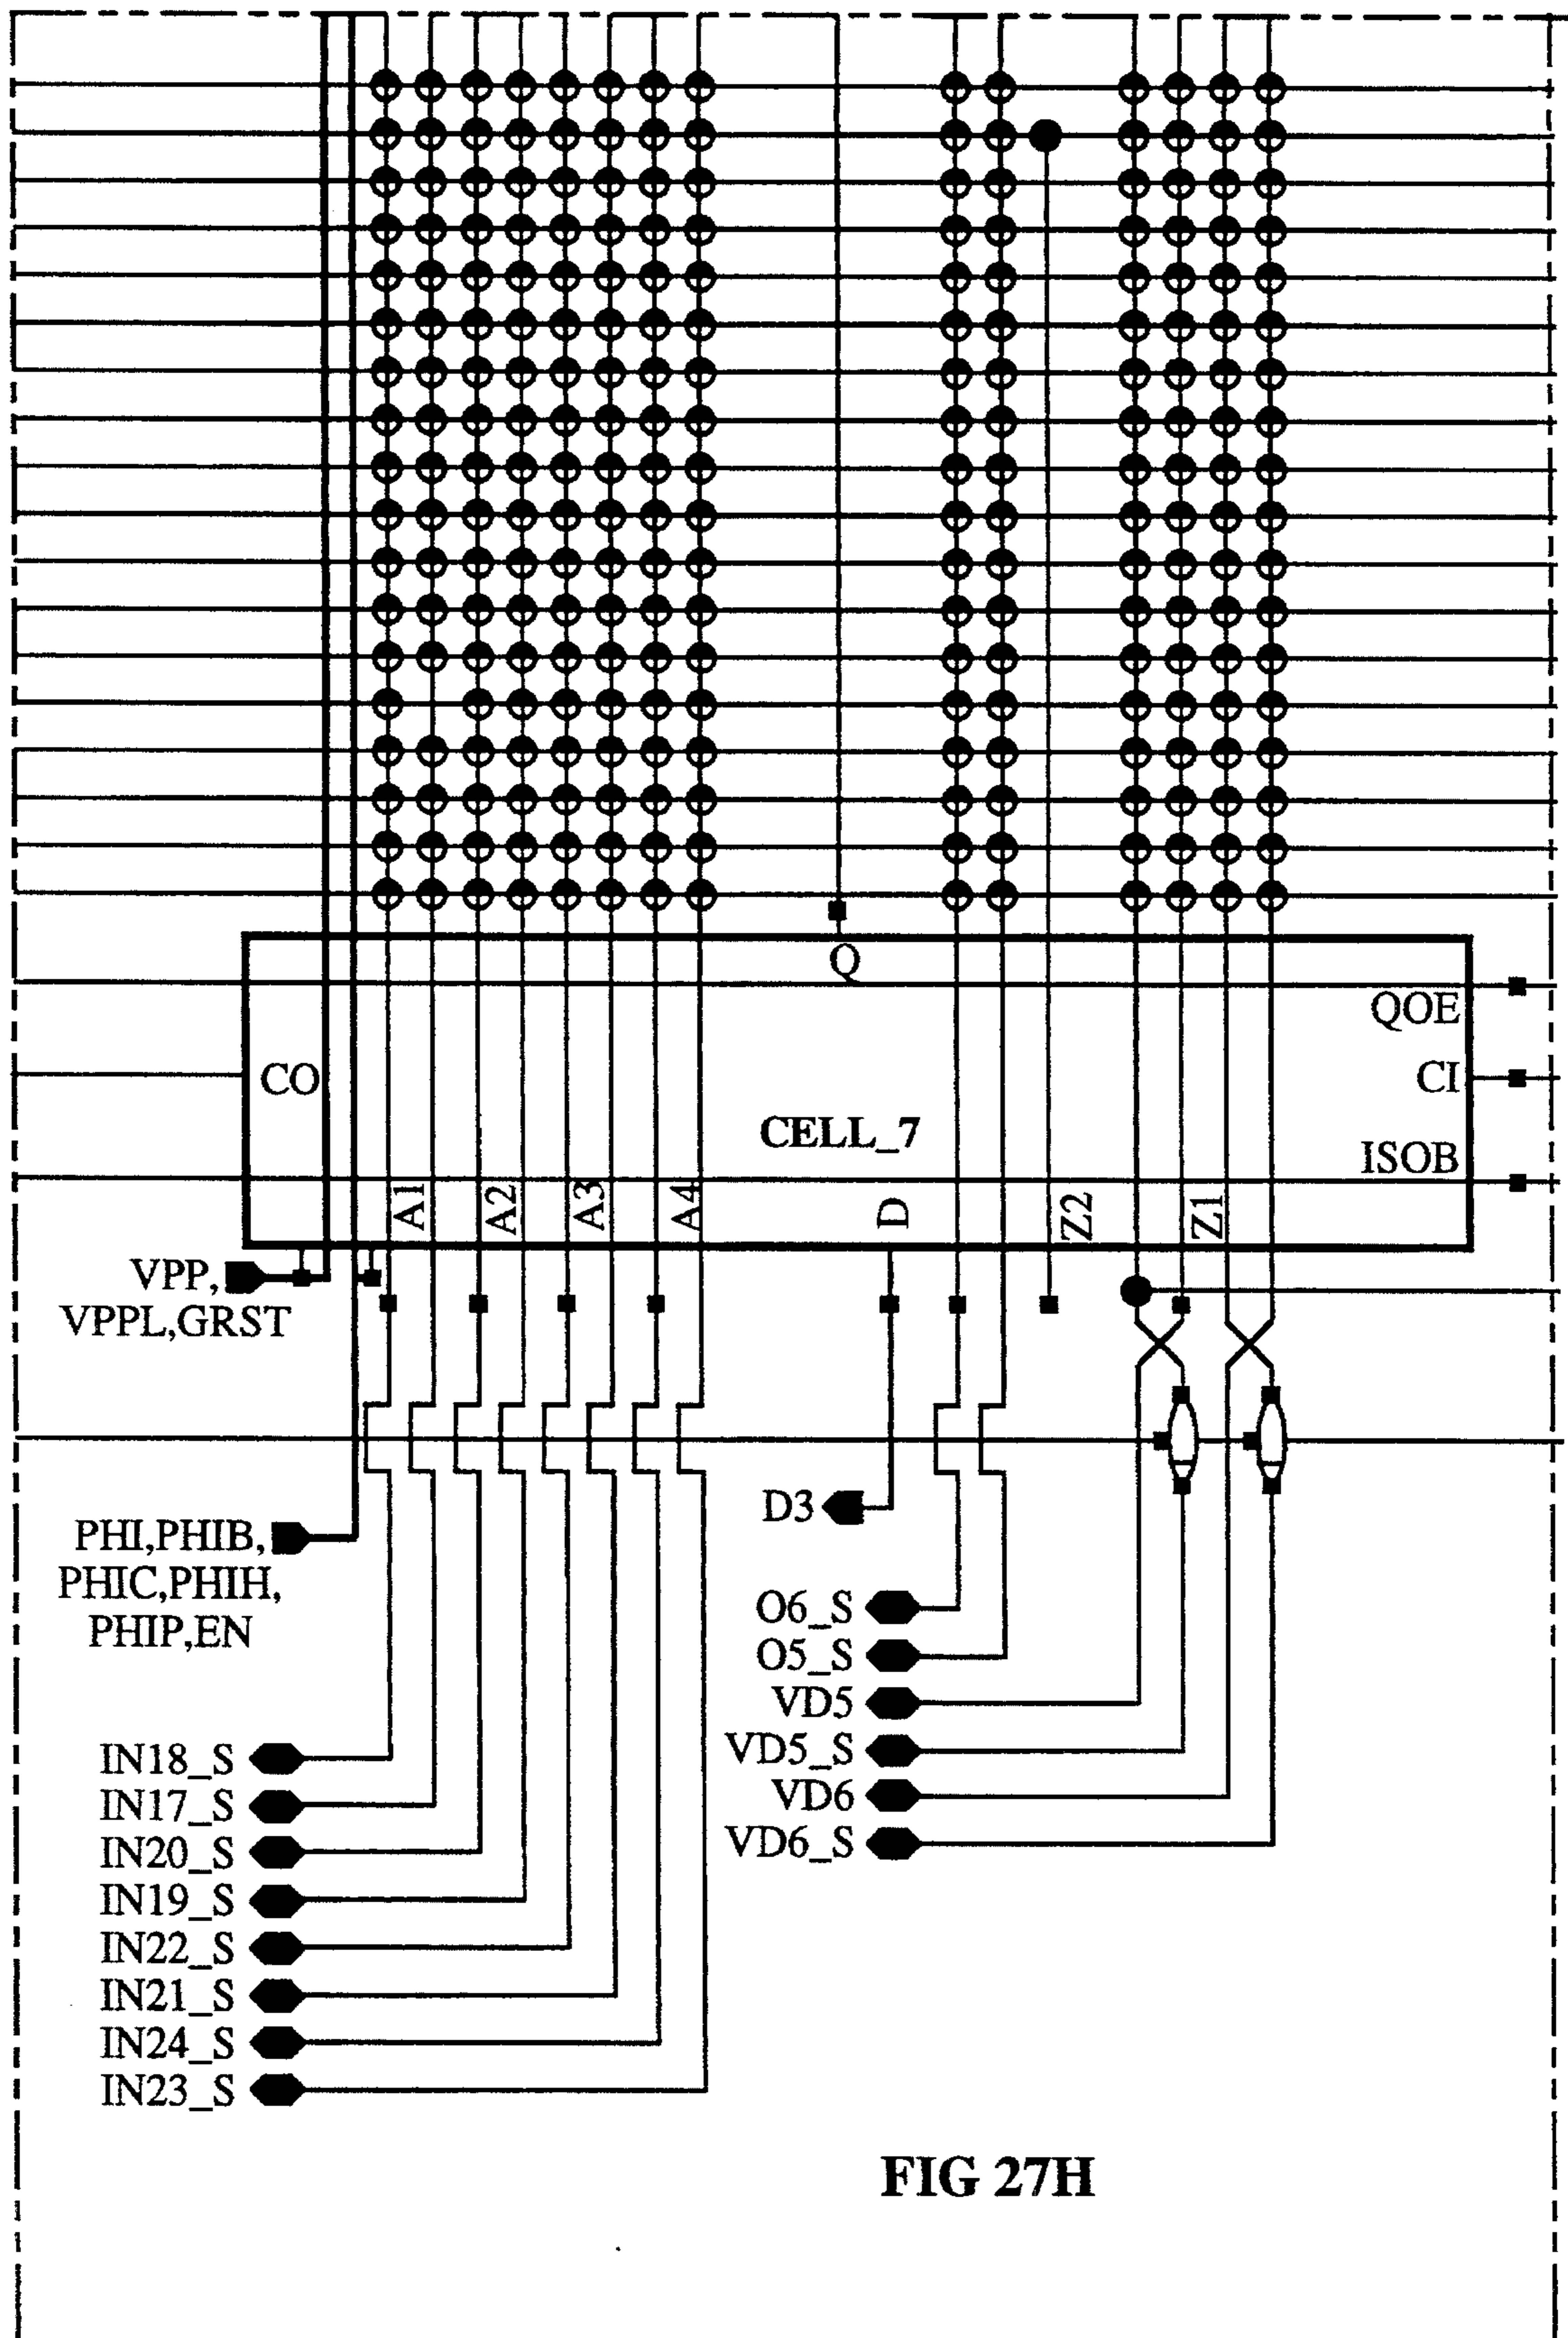 Q
QOE
CO
CI
CELL_7
ISOB
A1
A2
A3
A4
D
Z2
Z1
VPP,
VPPL,GRST
D3
PHI,PHIB,
PHIC,PHIH,
PHIP,EN
O6_S
O5_S
VD5
VD5_S
VD6
VD6_S
IN18_S
IN17_S
IN20_S
IN19_S
IN22_S
IN21_S
IN24_S
IN23_S
FIG 27H